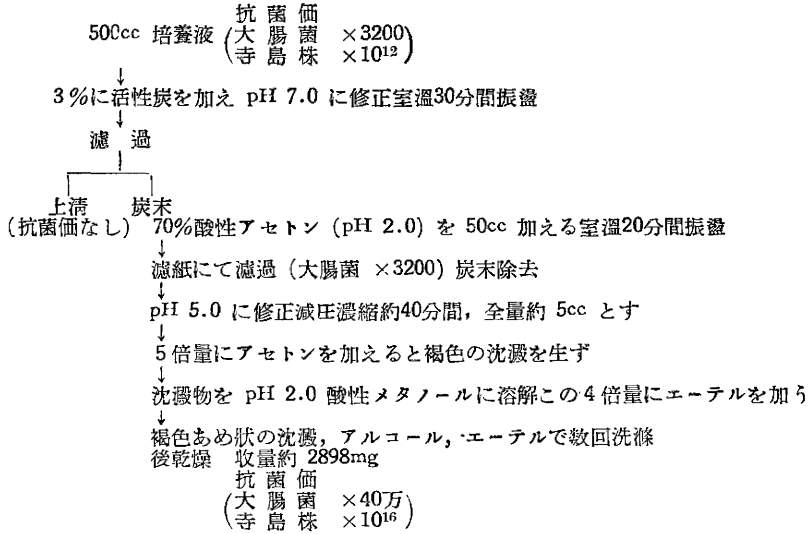 抗菌価
500cc 培養液 (大腸菌 ×3200
寺島株 ×10¹²)
3%に活性炭を加え pH 7.0 に修正室温30分間振盪
濾過
上清 炭末
(抗菌価なし) 70%酸性アセトン (pH 2.0) を 50cc 加える室温20分間振盪
濾紙にて濾過 (大腸菌 ×3200) 炭末除去
pH 5.0 に修正減圧濃縮約40分間, 全量約 5cc とす
5倍量にアセトンを加えると褐色の沈澱を生ず
沈澱物を pH 2.0 酸性メタノールに溶解この4倍量にエーテルを加う
褐色あめ状の沈澱, アルコール, エーテルで数回洗滌
後乾燥 収量約 2898mg
抗菌価
(大腸菌 ×40万
寺島株 ×10¹⁶)